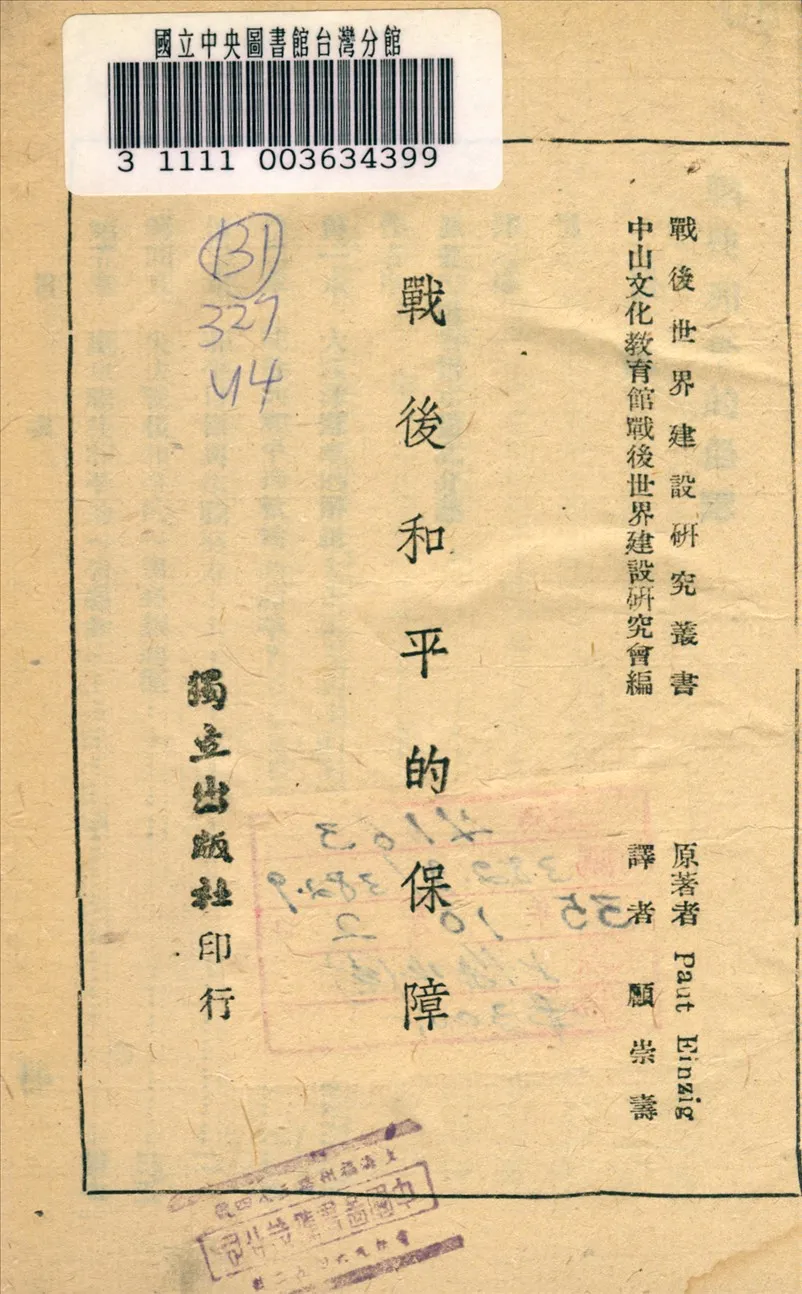 國立中央圖書館台灣分館
3 1111 003634399
131
327
U4
戰後世界建設研究叢書
中山文化教育館戰後世界建設研究會編
原著者 Paut Einzig
譯者 顧崇壽
戰後和平的保障
獨立出版社印行